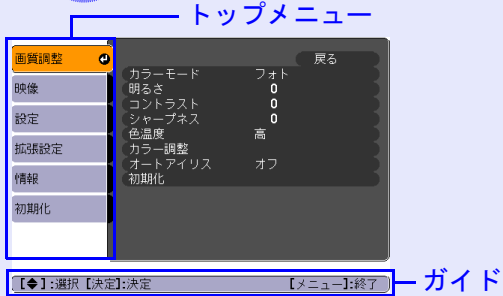 トップメニュー
画質調整
映像
設定
拡張設定
情報
初期化
戻る
カラーモード フォト
明るさ 0
コントラスト 0
シャープネス 0
色温度 高
カラー調整
オートアイリス オフ
初期化
【◆】:選択 【決定】:決定 【メニュー】:終了
ガイド